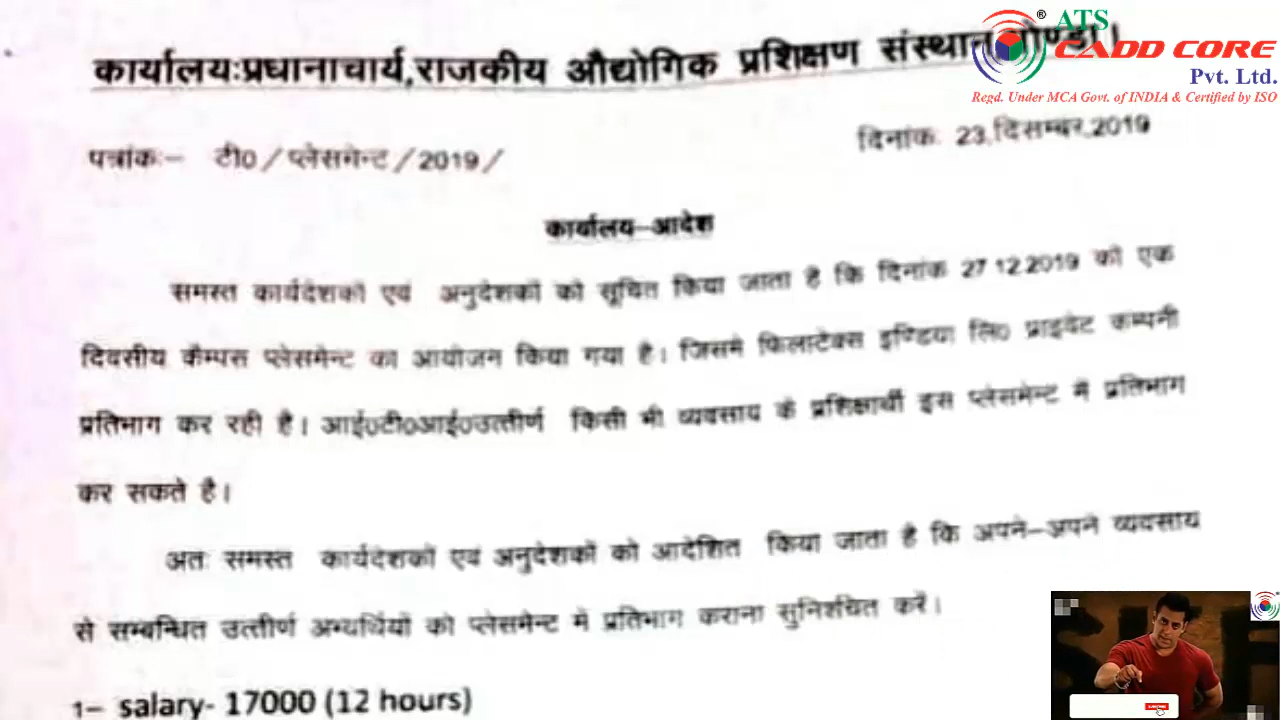 ATS
CADD CORE
Pvt. Ltd.
Regd. Under MCA Govt. of INDIA & Certified by ISO
कार्यालयःप्रधानाचार्य,राजकीय औद्योगिक प्रशिक्षण संस्थान
पत्रांकः– टी0/प्लेसमेन्ट/2019/
दिनांकः 23,दिसम्बर,2019
कार्यालय–आदेश
समस्त कार्यदेशकों एवं अनुदेशकों को सूचित किया जाता है कि दिनांक 27.12.2019 को एक
दिवसीय कैम्पस प्लेसमेन्ट का आयोजन किया गया है। जिसमे फिलाटेक्स इण्डिया लि0 प्राइवेट कम्पनी
प्रतिभाग कर रही है। आई0टी0आई0उत्तीर्ण किसी भी व्यवसाय के प्रशिक्षार्थी इस प्लेसमेन्ट में प्रतिभाग
कर सकते है।
अतः समस्त कार्यदेशकों एवं अनुदेशकों को आदेशित किया जाता है कि अपने–अपने व्यवसाय
से सम्बन्धित उत्तीर्ण अभ्यर्थियों को प्लेसमेन्ट में प्रतिभाग कराना सुनिश्चित करें।
1– salary- 17000 (12 hours)